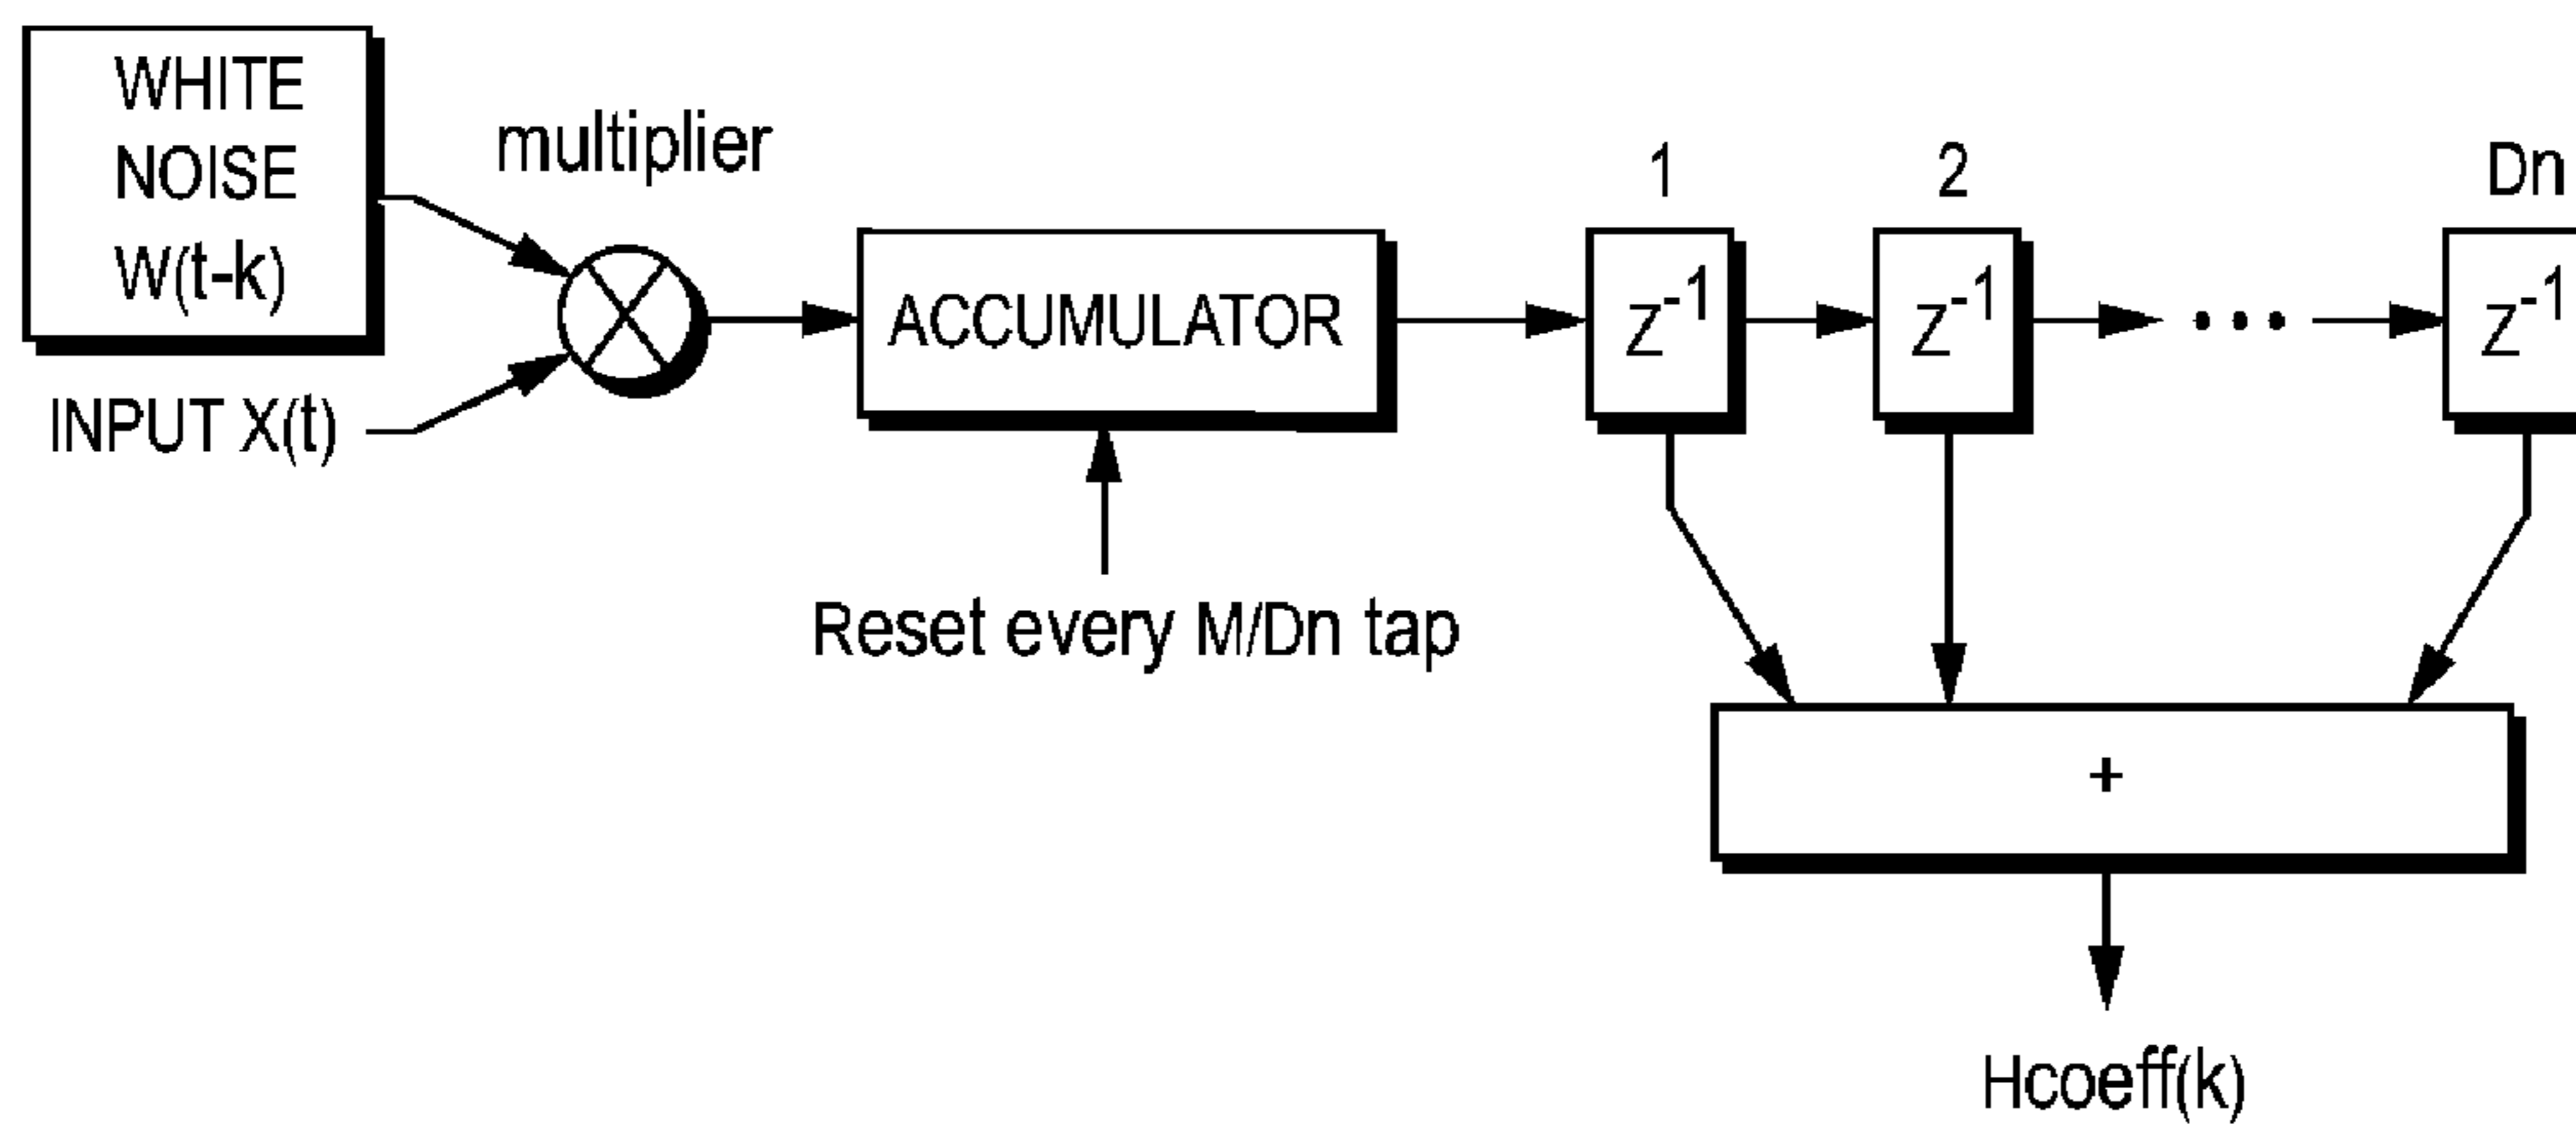 WHITE
NOISE
W(t-k)
multiplier
INPUT X(t)
ACCUMULATOR
Reset every M/Dn tap
1
2
Dn
Z-1
Z-1
•••
Z-1
+
Hcoeff(k)